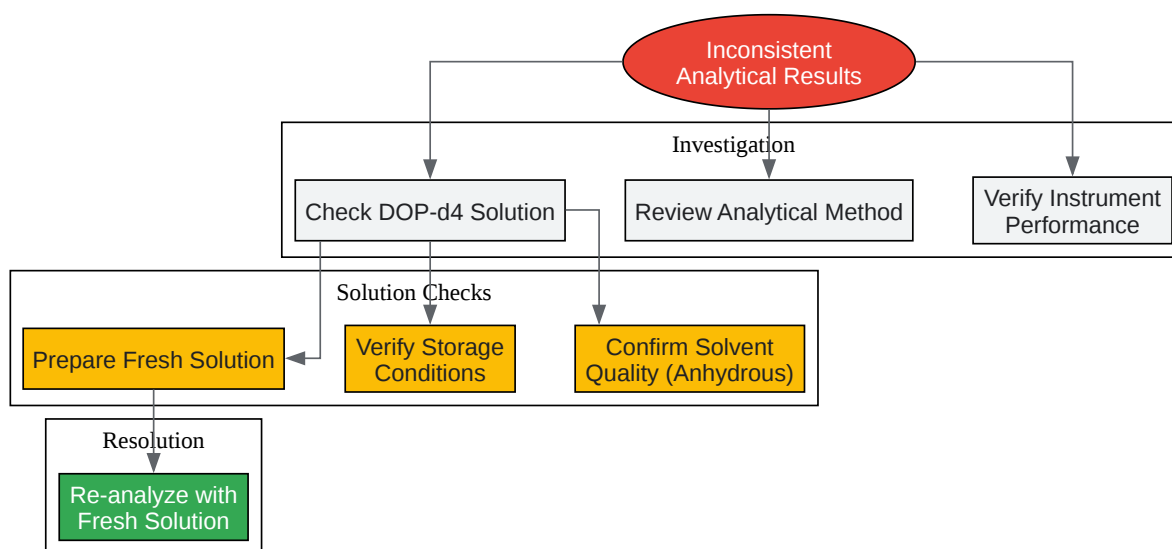 Inconsistent
Analytical Results
Investigation
Check DOP-d4 Solution
Review Analytical Method
Verify Instrument
Performance
Solution Checks
Prepare Fresh Solution
Verify Storage
Conditions
Confirm Solvent
Quality (Anhydrous)
Resolution
Re-analyze with
Fresh Solution